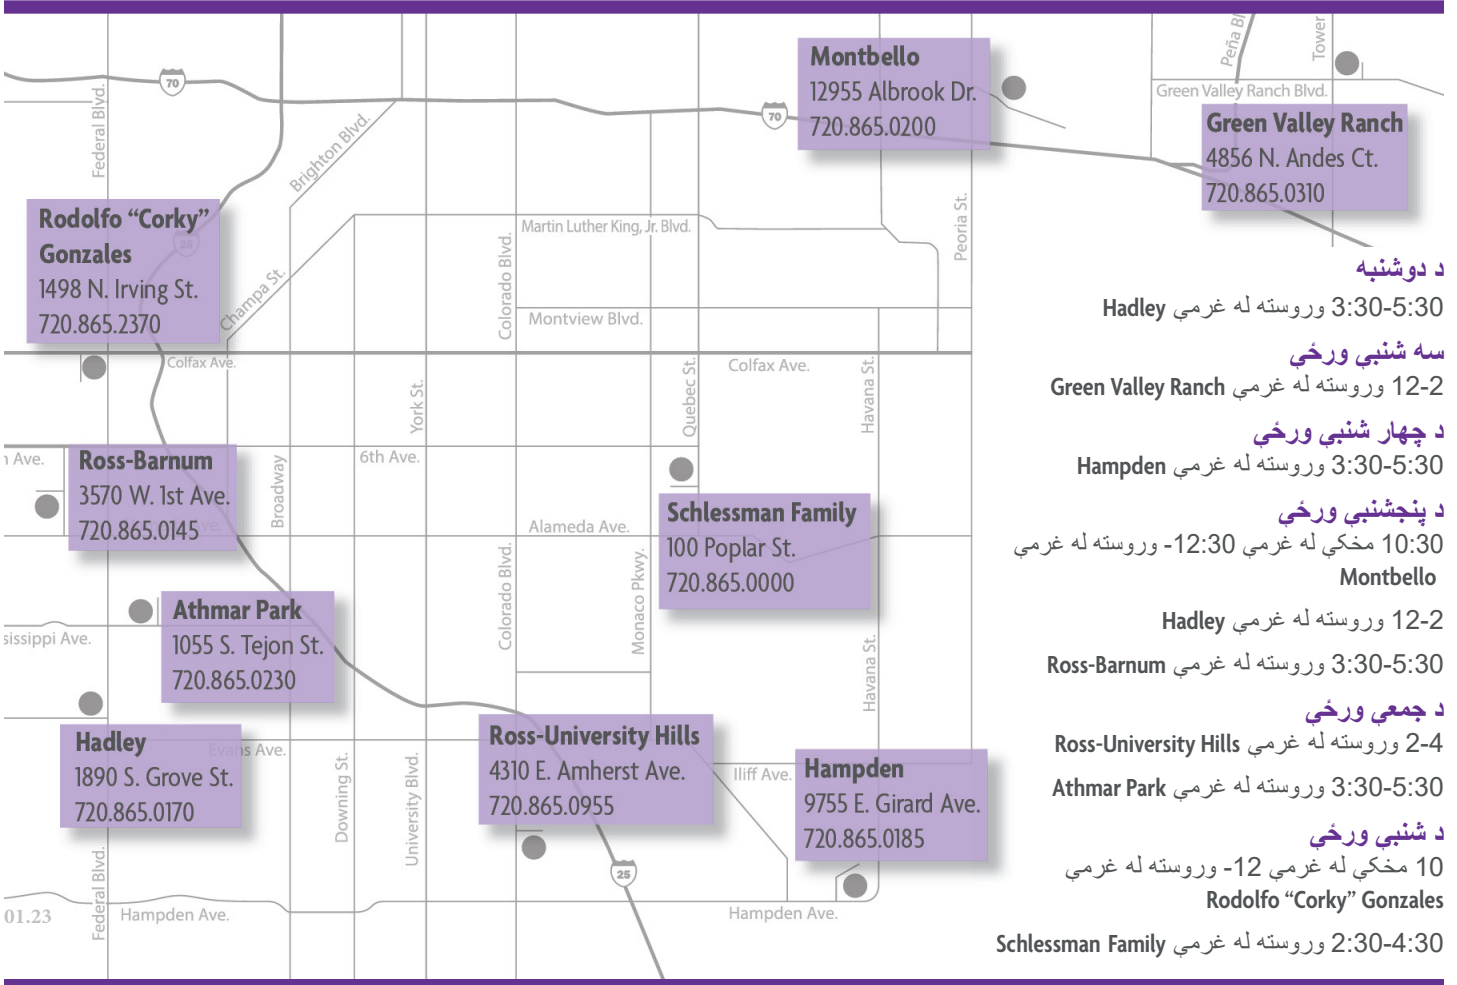 Montbello
12955 Albrook Dr.
720.865.0200
Green Valley Ranch
4856 N. Andes Ct.
720.865.0310
Rodolfo “Corky”
Gonzales
1498 N. Irving St.
720.865.2370
Ross-Barnum
3570 W. 1st Ave.
720.865.0145
Schlessman Family
100 Poplar St.
720.865.0000
Athmar Park
1055 S. Tejon St.
720.865.0230
Hadley
1890 S. Grove St.
720.865.0170
Ross-University Hills
4310 E. Amherst Ave.
720.865.0955
Hampden
9755 E. Girard Ave.
720.865.0185
70
70
25
25
Federal Blvd.
Brighton Blvd.
Champa St.
Martin Luther King, Jr. Blvd.
Colorado Blvd.
Montview Blvd.
Peoria St.
Green Valley Ranch Blvd.
Tower
Colfax Ave.
Colfax Ave.
York St.
Quebec St.
Havana St.
Ave.
6th Ave.
Broadway
Alameda Ave.
Colorado Blvd.
Monaco Pkwy.
Havana St.
sissippi Ave.
Evans Ave.
Downing St.
University Blvd.
Iliff Ave.
Federal Blvd.
Hampden Ave.
Hampden Ave.
01.23
د دوشنبه
3:30-5:30 وروسته له غرمې Hadley
سه شنبې ورځې
12-2 وروسته له غرمې Green Valley Ranch
د چهار شنبې ورځې
3:30-5:30 وروسته له غرمې Hampden
د پنجشنبې ورځې
10:30 مخکې له غرمې 12:30- وروسته له غرمې
Montbello
12-2 وروسته له غرمې Hadley
3:30-5:30 وروسته له غرمې Ross-Barnum
د جمعې ورځې
2-4 وروسته له غرمې Ross-University Hills
3:30-5:30 وروسته له غرمې Athmar Park
د شنبې ورځې
10 مخکې له غرمې 12- وروسته له غرمې
Rodolfo “Corky” Gonzales
2:30-4:30 وروسته له غرمې Schlessman Family